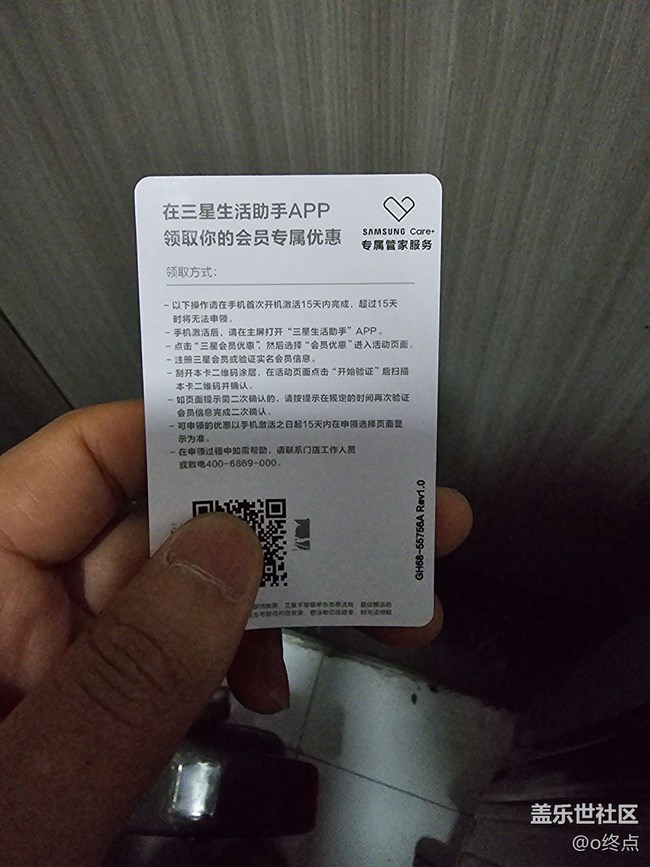 在三星生活助手APP
领取你的会员专属优惠
SAMSUNG Care+
专属管家服务
领取方式：
- 以下操作请在手机首次开机激活15天内完成，超过15天
时将无法申领。
- 手机激活后，请在主屏打开“三星生活助手”APP。
- 点击“三星会员优惠”，然后选择“会员优惠”进入活动页面。
- 注册三星会员或验证实名会员信息。
- 刮开本卡二维码涂层，在活动页面点击“开始验证”后扫描
本卡二维码并确认。
- 如页面提示需二次确认的，请按提示在规定的时间再次验证
会员信息完成二次确认。
- 可申领的优惠以手机激活之日起15天内在申领选择页面显
示为准。
- 在申领过程中如需帮助，请联系门店工作人员
或致电400-6869-000。
GH68-55756A Rev1.0
盖乐世社区
@o终点